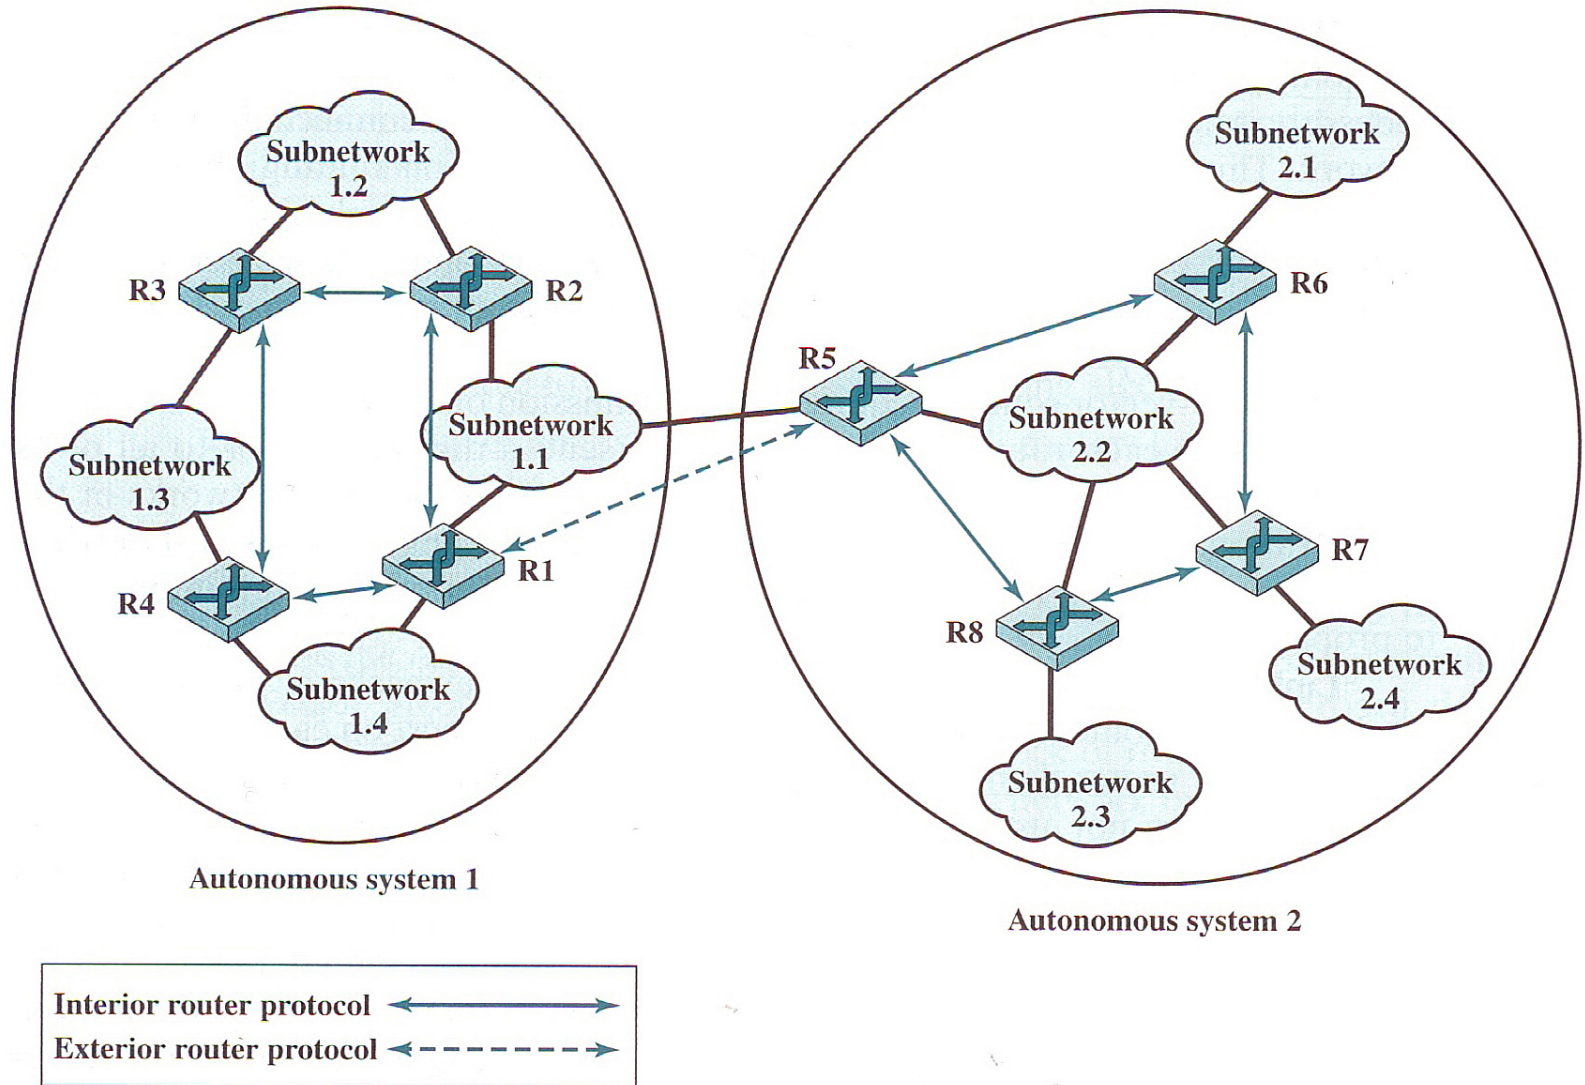 Subnetwork
2.1
Subnetwork
1.2
R3
R2
R6
R5
Subnetwork
1.1
Subnetwork
2.2
Subnetwork
1.3
R1
R7
R4
R8
Subnetwork
1.4
Subnetwork
2.4
Subnetwork
2.3
Autonomous system 1
Autonomous system 2
Interior router protocol
Exterior router protocol